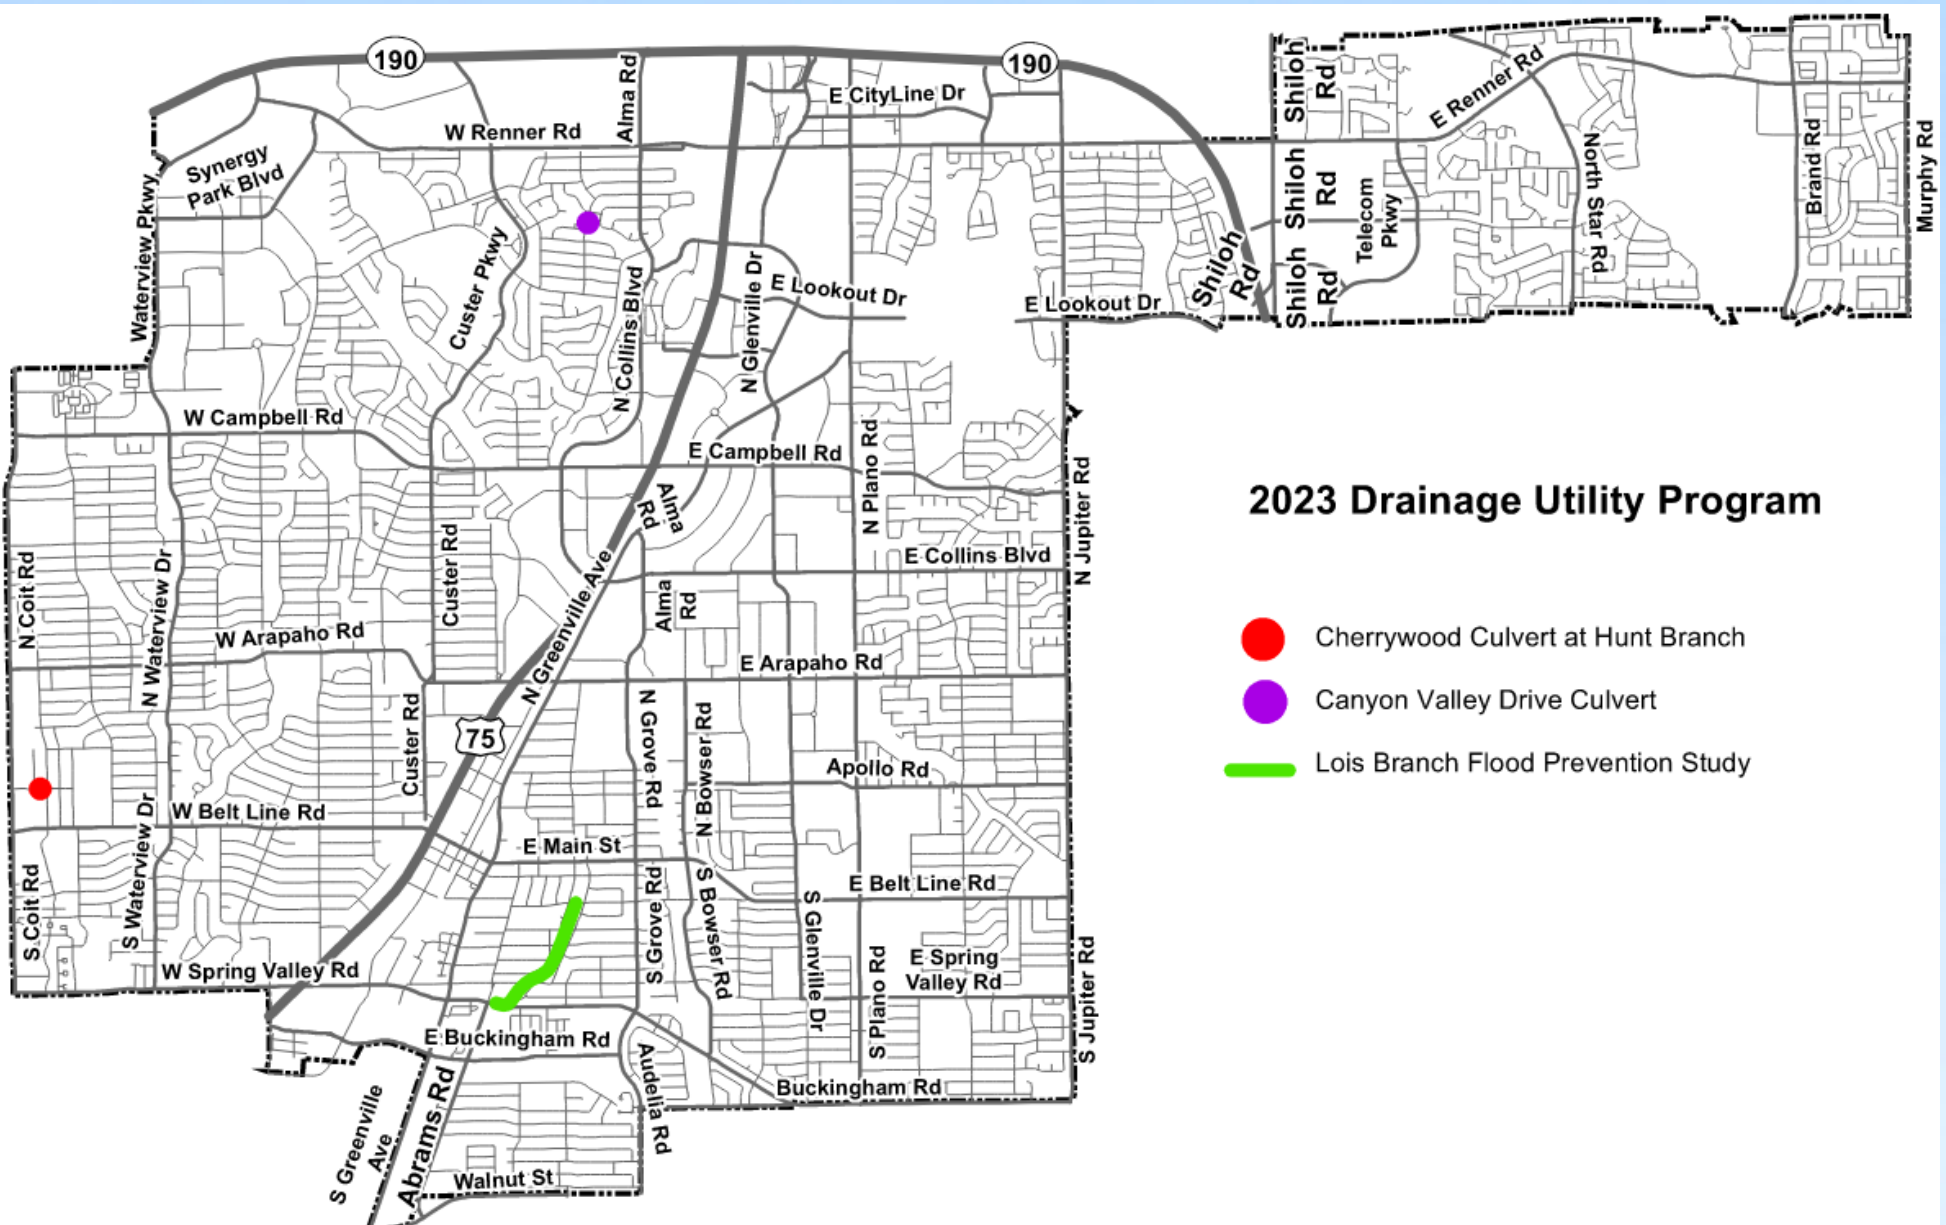 190
190
Alma Rd
E CityLine Dr
Shiloh
Rd
E Renner Rd
W Renner Rd
Synergy
Park Blvd
Waterview Pkwy
Custer Pkwy
N Collins Blvd
N Glenville Dr
E Lookout Dr
E Lookout Dr
Shiloh
Rd
Shiloh
Rd
Shiloh
Rd
Telecom
Pkwy
North Star Rd
Brand Rd
Murphy Rd
W Campbell Rd
E Campbell Rd
N Plano Rd
N Jupiter Rd
Alma
Rd
2023 Drainage Utility Program
N Coit Rd
N Waterview Dr
Custer Rd
N Greenville Ave
E Collins Blvd
Alma
Rd
W Arapaho Rd
E Arapaho Rd
Cherrywood Culvert at Hunt Branch
Canyon Valley Drive Culvert
Lois Branch Flood Prevention Study
Custer Rd
75
N Grove Rd
N Bowser Rd
Apollo Rd
W Belt Line Rd
E Main St
E Belt Line Rd
S Coit Rd
S Waterview Dr
S Grove Rd
S Bowser Rd
S Glenville Dr
S Plano Rd
E Spring
Valley Rd
S Jupiter Rd
W Spring Valley Rd
E Buckingham Rd
Audelia Rd
Buckingham Rd
S Greenville
Ave
Abrams Rd
Walnut St